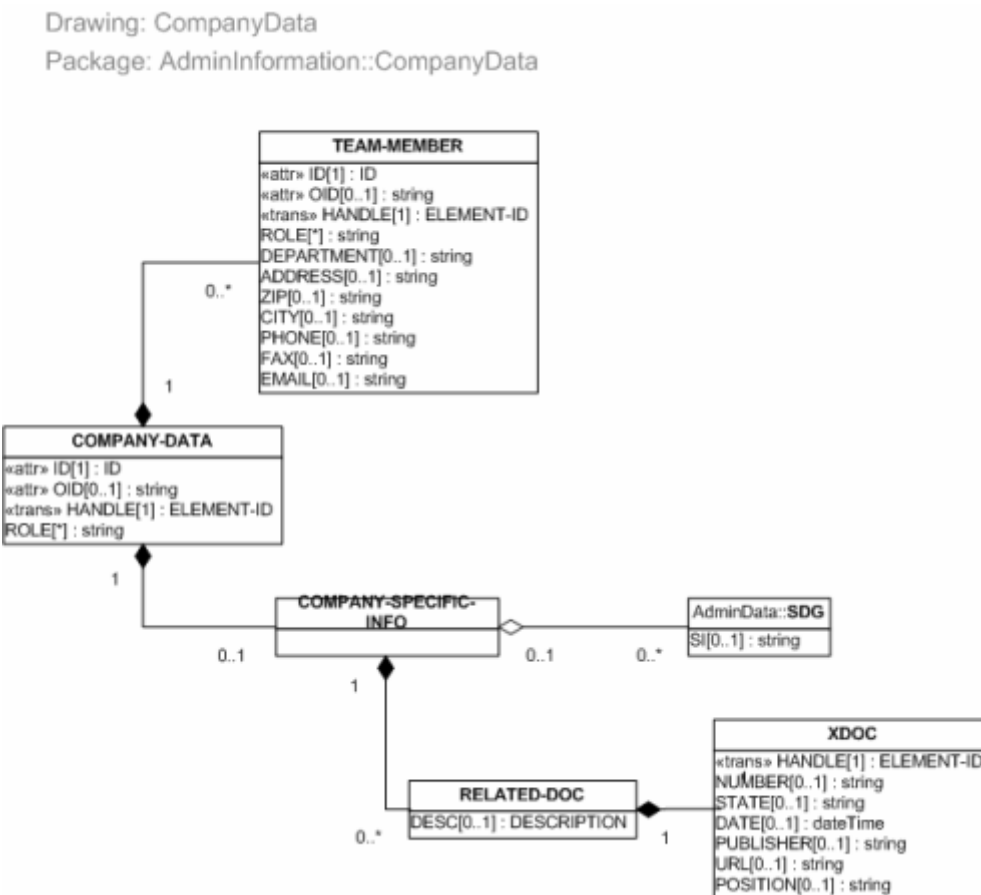 Drawing: CompanyData
Package: AdminInformation::CompanyData
TEAM-MEMBER
«attr» ID[1] : ID
«attr» OID[0..1] : string
«trans» HANDLE[1] : ELEMENT-ID
ROLE[*] : string
DEPARTMENT[0..1] : string
ADDRESS[0..1] : string
ZIP[0..1] : string
CITY[0..1] : string
PHONE[0..1] : string
FAX[0..1] : string
EMAIL[0..1] : string
0..*
1
COMPANY-DATA
«attr» ID[1] : ID
«attr» OID[0..1] : string
«trans» HANDLE[1] : ELEMENT-ID
ROLE[*] : string
1
COMPANY-SPECIFIC-
INFO
0..1
0..1
0..*
AdminData::SDG
SI[0..1] : string
1
RELATED-DOC
DESC[0..1] : DESCRIPTION
0..*
1
XDOC
«trans» HANDLE[1] : ELEMENT-ID
NUMBER[0..1] : string
STATE[0..1] : string
DATE[0..1] : dateTime
PUBLISHER[0..1] : string
URL[0..1] : string
POSITION[0..1] : string